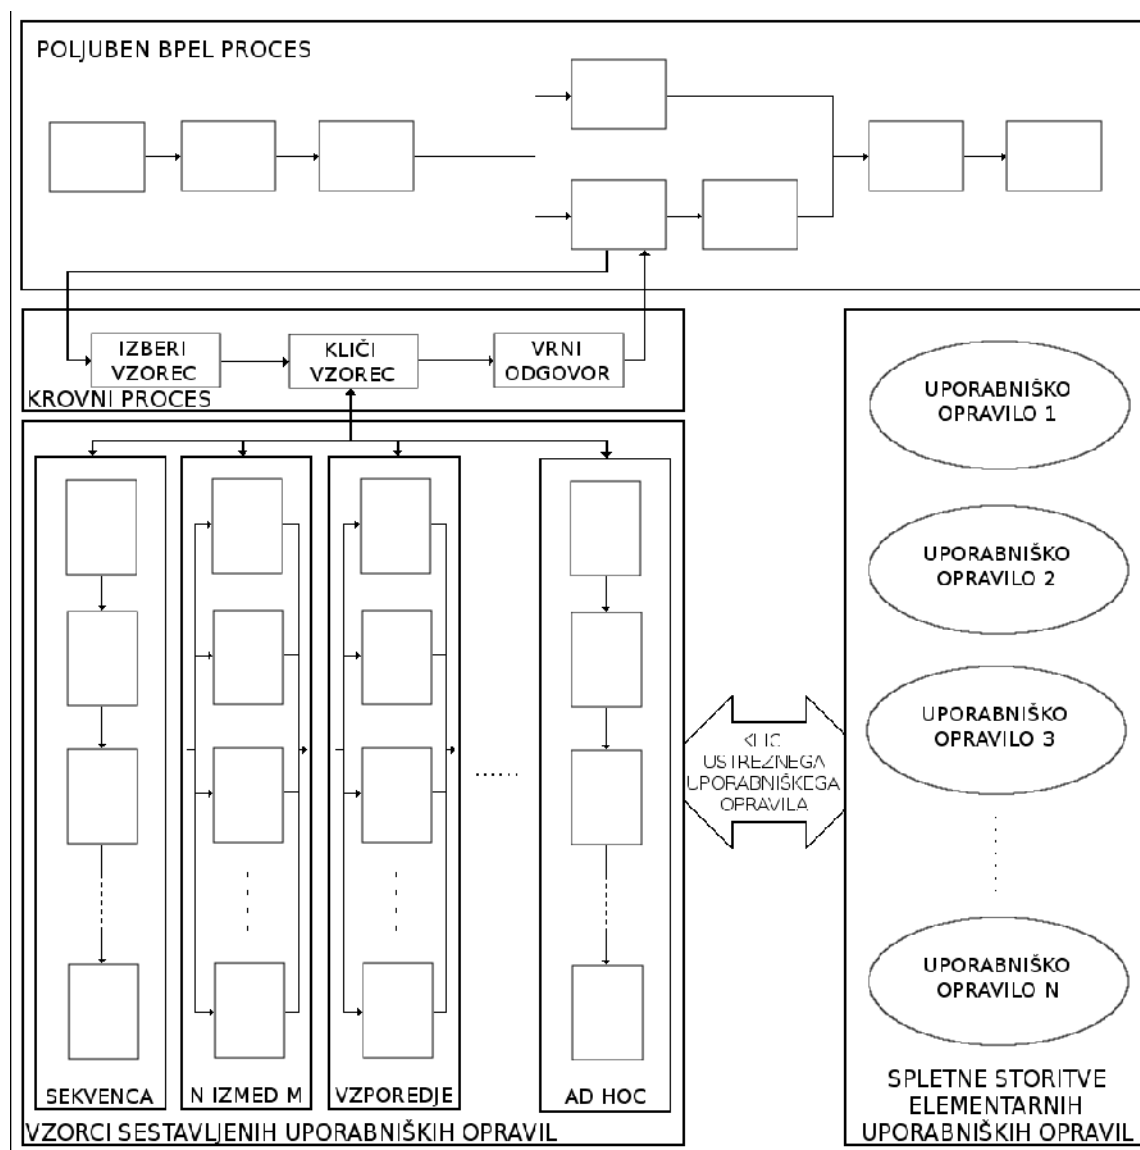 POLJUBEN BPEL PROCES
IZBERI
VZOREC
KLIČI
VZOREC
VRNI
ODGOVOR
KROVNI PROCES
SEKVENCA
N IZMED M
VZPOREDJE
......
AD HOC
VZORCI SESTAVLJENIH UPORABNIŠKIH OPRAVIL
KLIC
USTREZNEGA
UPORABNIŠKEGA
OPRAVILA
UPORABNIŠKO
OPRAVILO 1
UPORABNIŠKO
OPRAVILO 2
UPORABNIŠKO
OPRAVILO 3
UPORABNIŠKO
OPRAVILO N
SPLETNE STORITVE
ELEMENTARNIH
UPORABNIŠKIH OPRAVIL